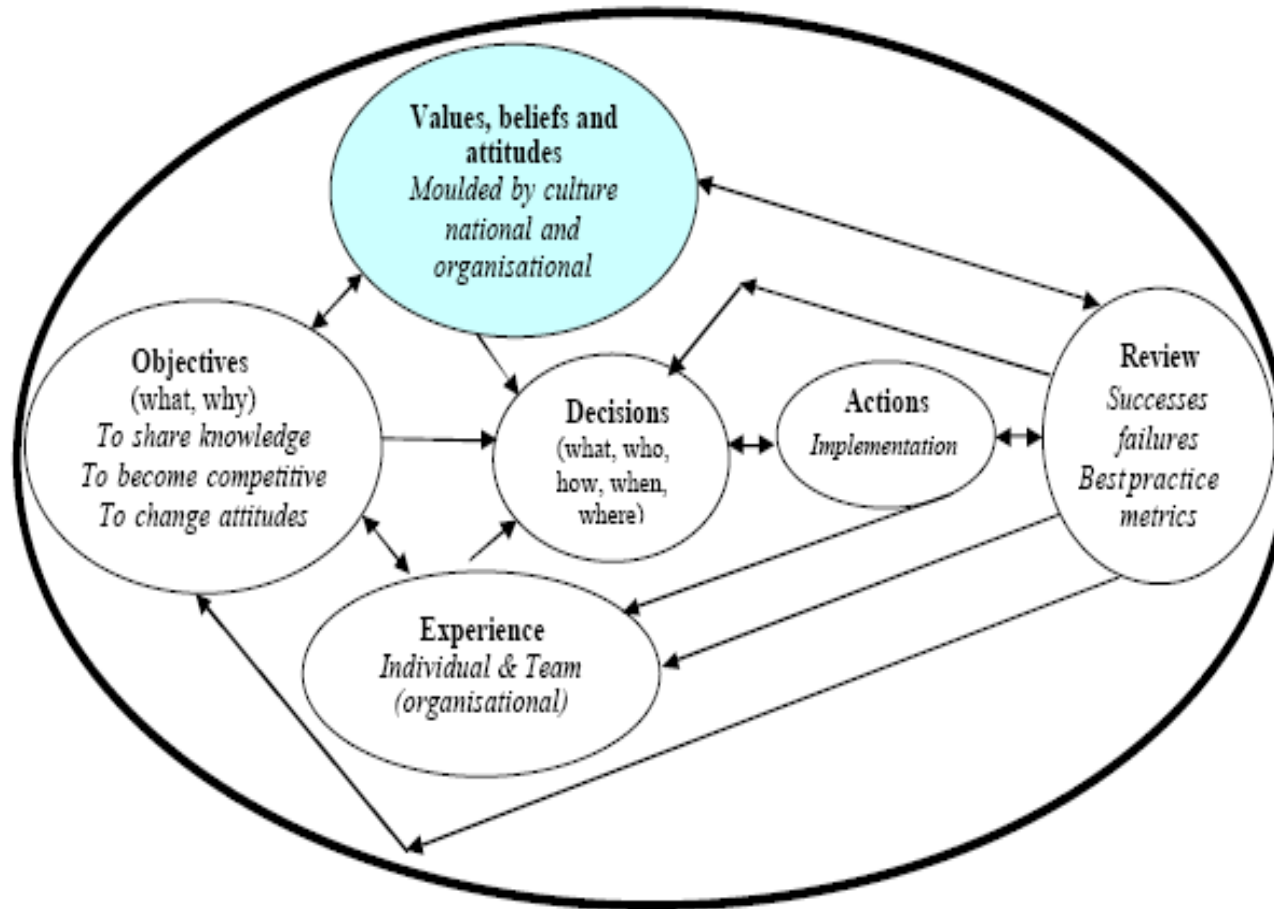 Values, beliefs and
attitudes
Moulded by culture
national and
organisational
Objectives
(what, why)
To share knowledge
To become competitive
To change attitudes
Decisions
(what, who,
how, when,
where)
Actions
Implementation
Review
Successes
failures
Best practice
metrics
Experience
Individual & Team
(organisational)